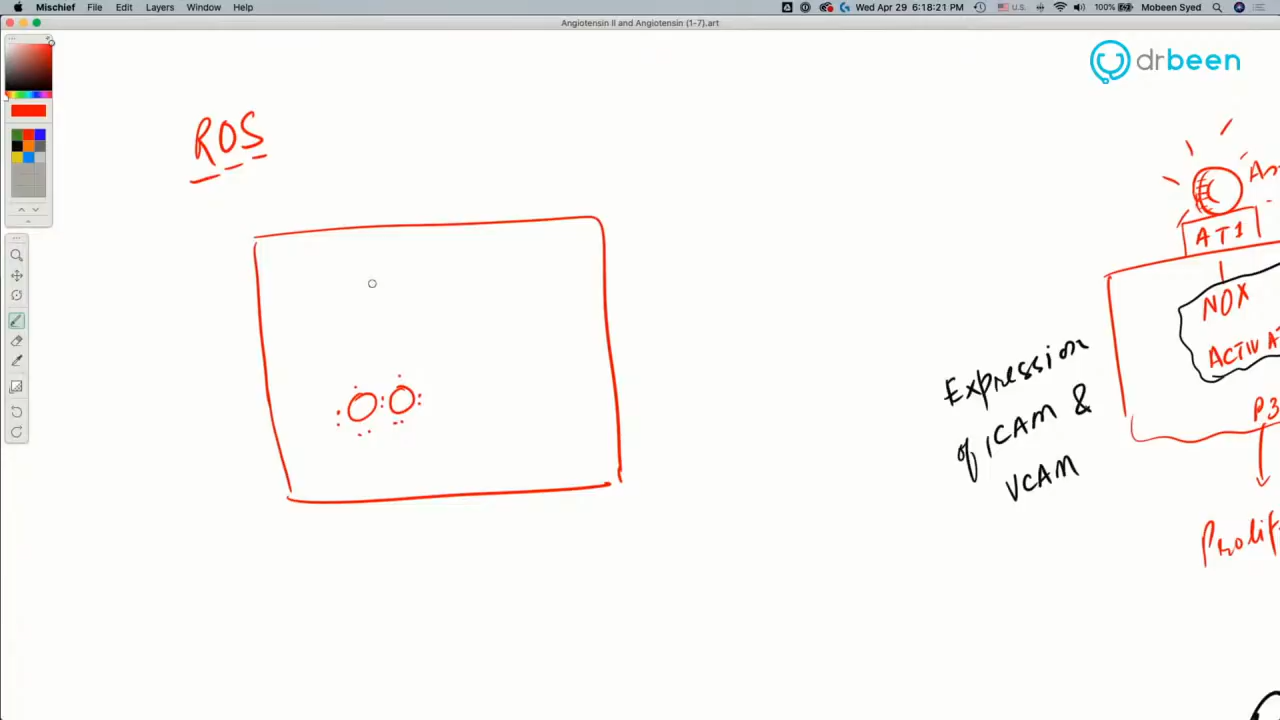 Mischief File Edit Layers Window Help
U.S. 100% Wed Apr 29 6:18:21 PM Mobeen Syed
Angiotensin II and Angiotensin (1-7).art
drbeen
ROS
AT1
NOX
Expression
of ICAM &
VCAM